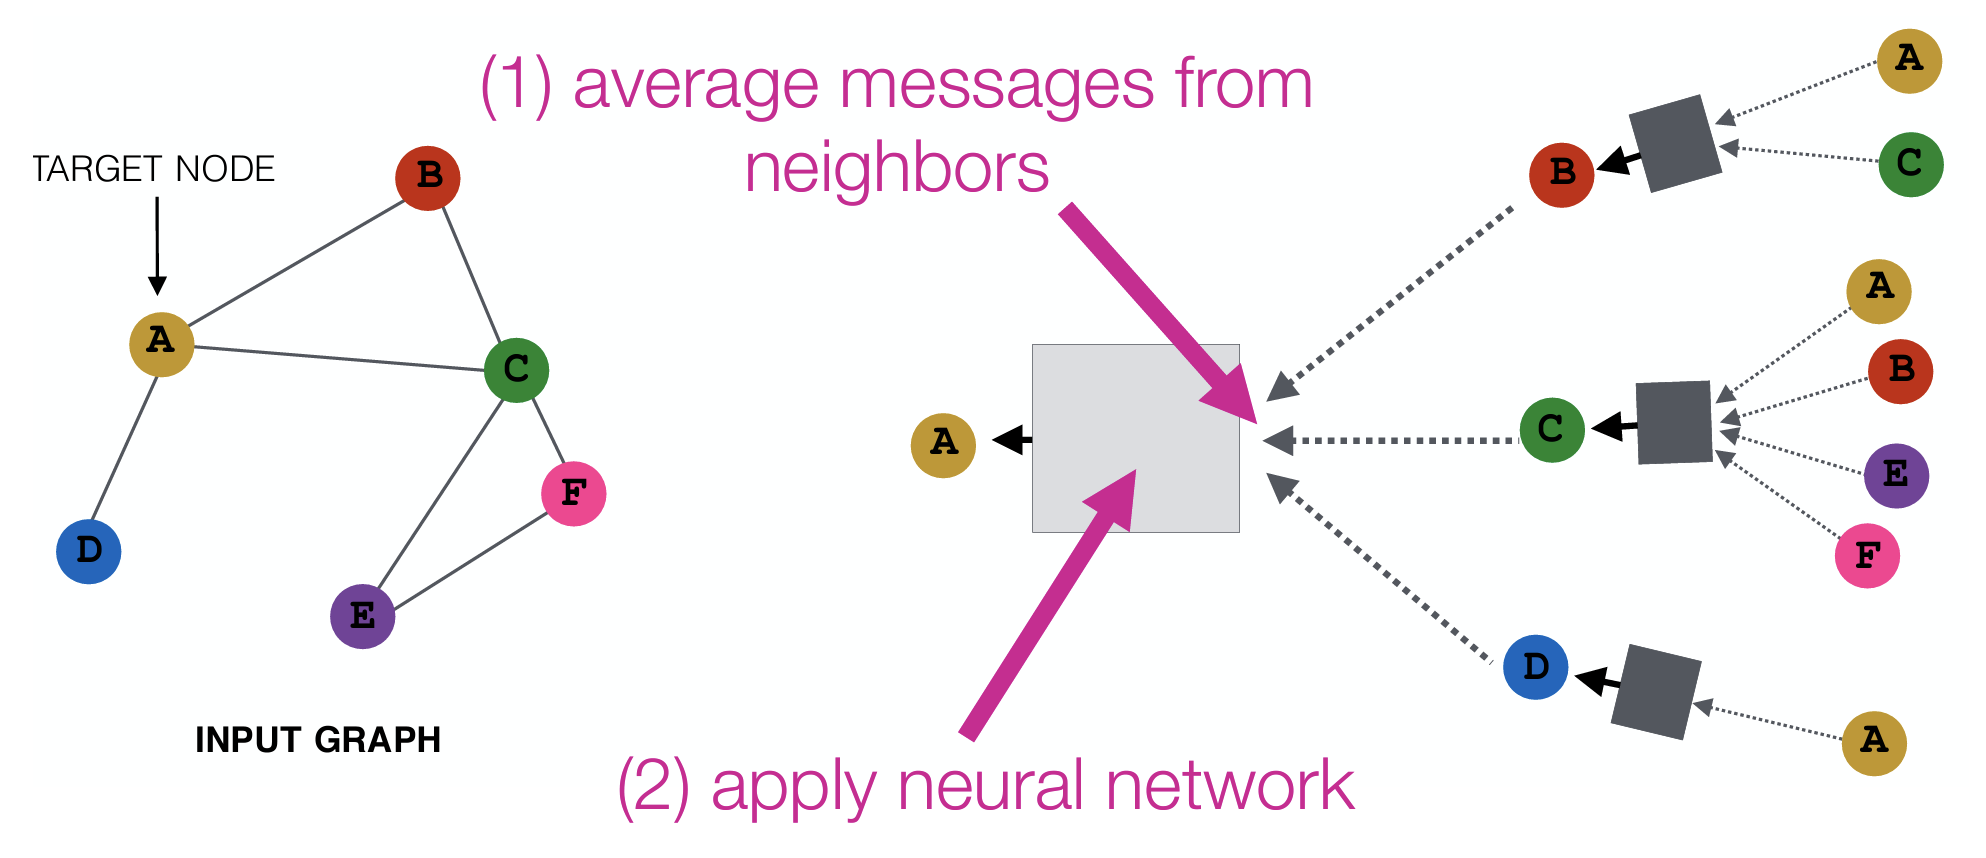 (1) average messages from
neighbors
TARGET NODE
B
A
C
F
D
E
INPUT GRAPH
A
B
C
D
A
C
A
B
E
F
A
(2) apply neural network